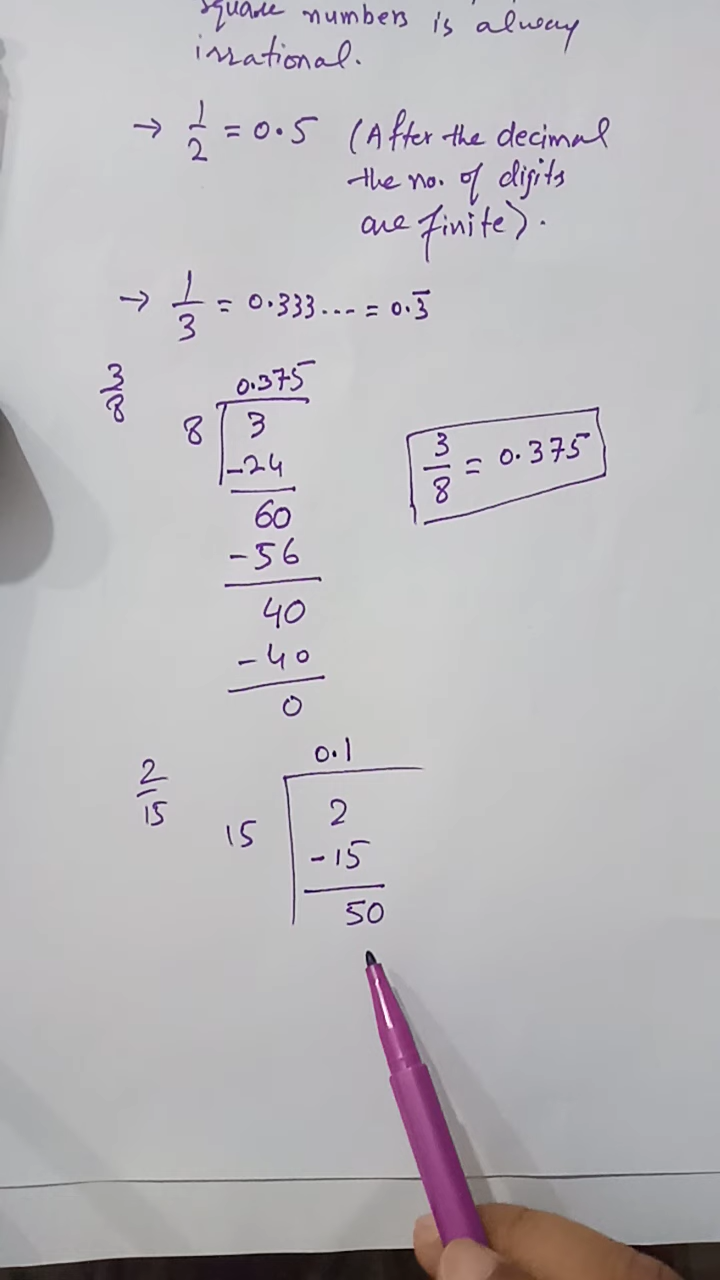 square numbers is alway
irrational.
→ 1/2 = 0.5 (After the decimal
the no. of digits
are finite).
→ 1/3 = 0.333... = 0.3̅
3/8
0.375
8 3
-24
60
-56
40
-40
0
3/8 = 0.375
2/15
0.1
15 2
-15
50